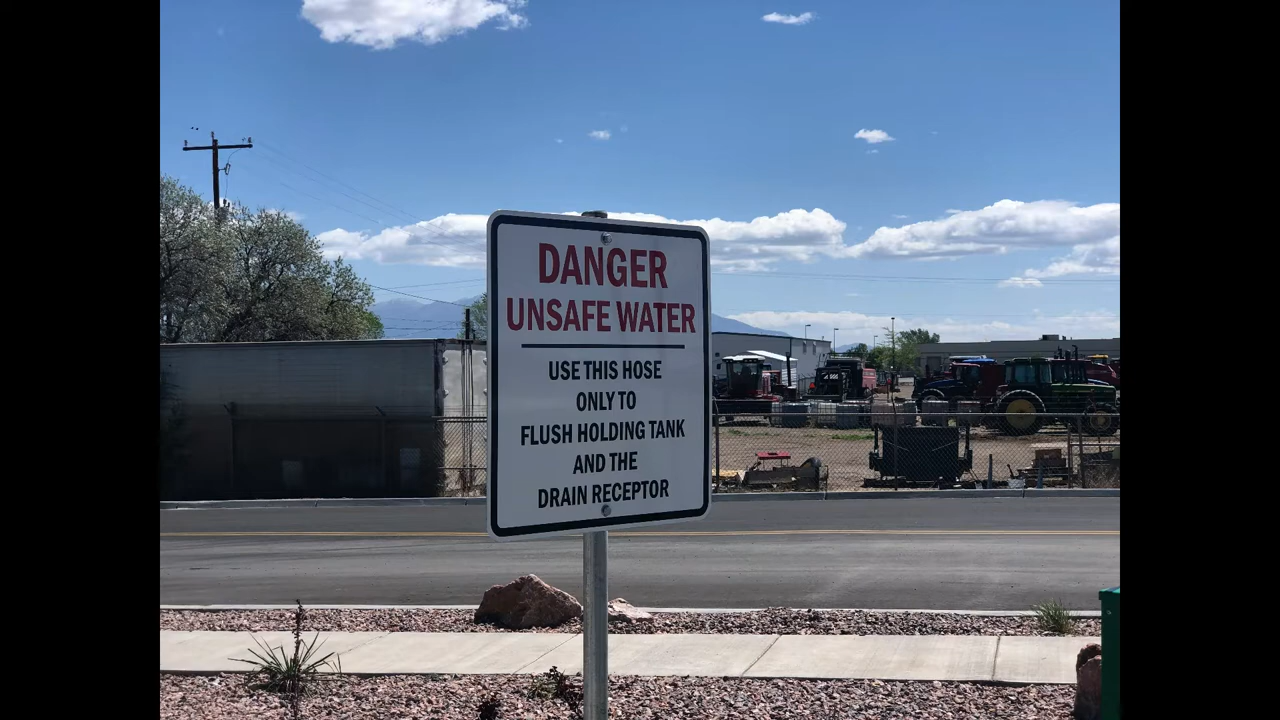 DANGER
UNSAFE WATER
USE THIS HOSE
ONLY TO
FLUSH HOLDING TANK
AND THE
DRAIN RECEPTOR